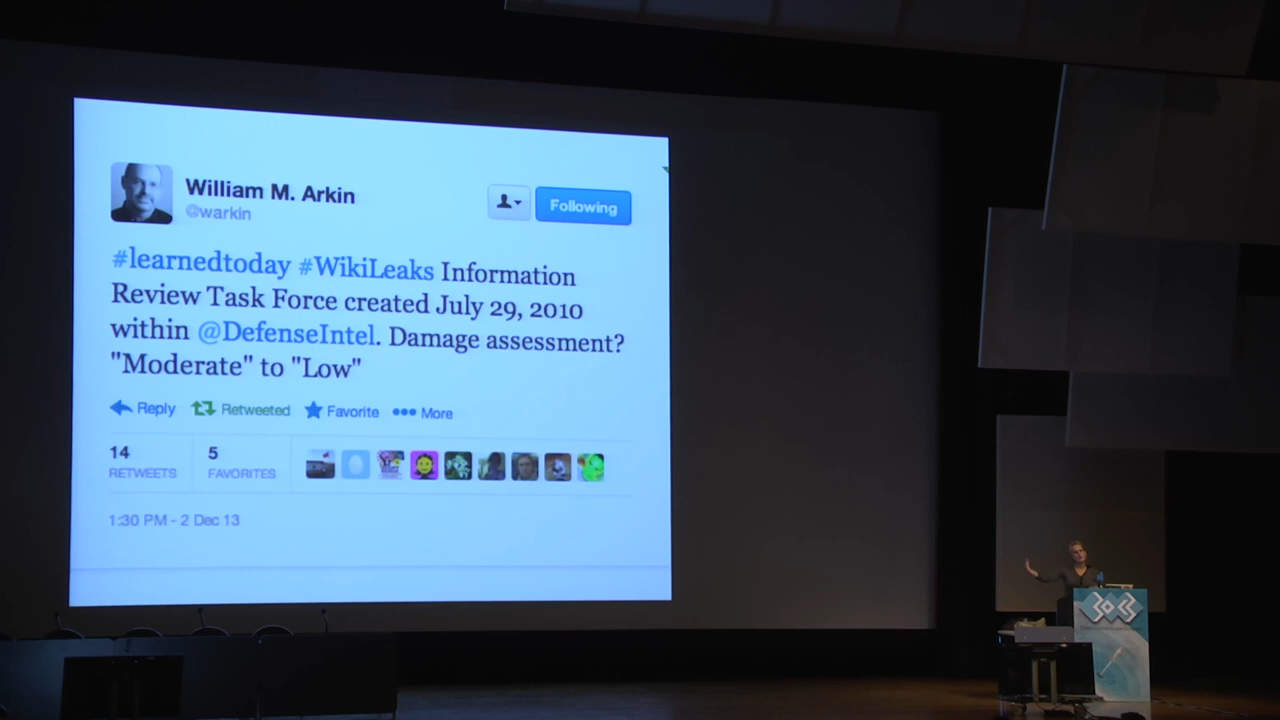 William M. Arkin
@warkin
Following
#learnedtoday #WikiLeaks Information
Review Task Force created July 29, 2010
within @DefenseIntel. Damage assessment?
"Moderate" to "Low"
Reply Retweeted Favorite More
14 RETWEETS
5 FAVORITES
1:30 PM - 2 Dec 13
30C3